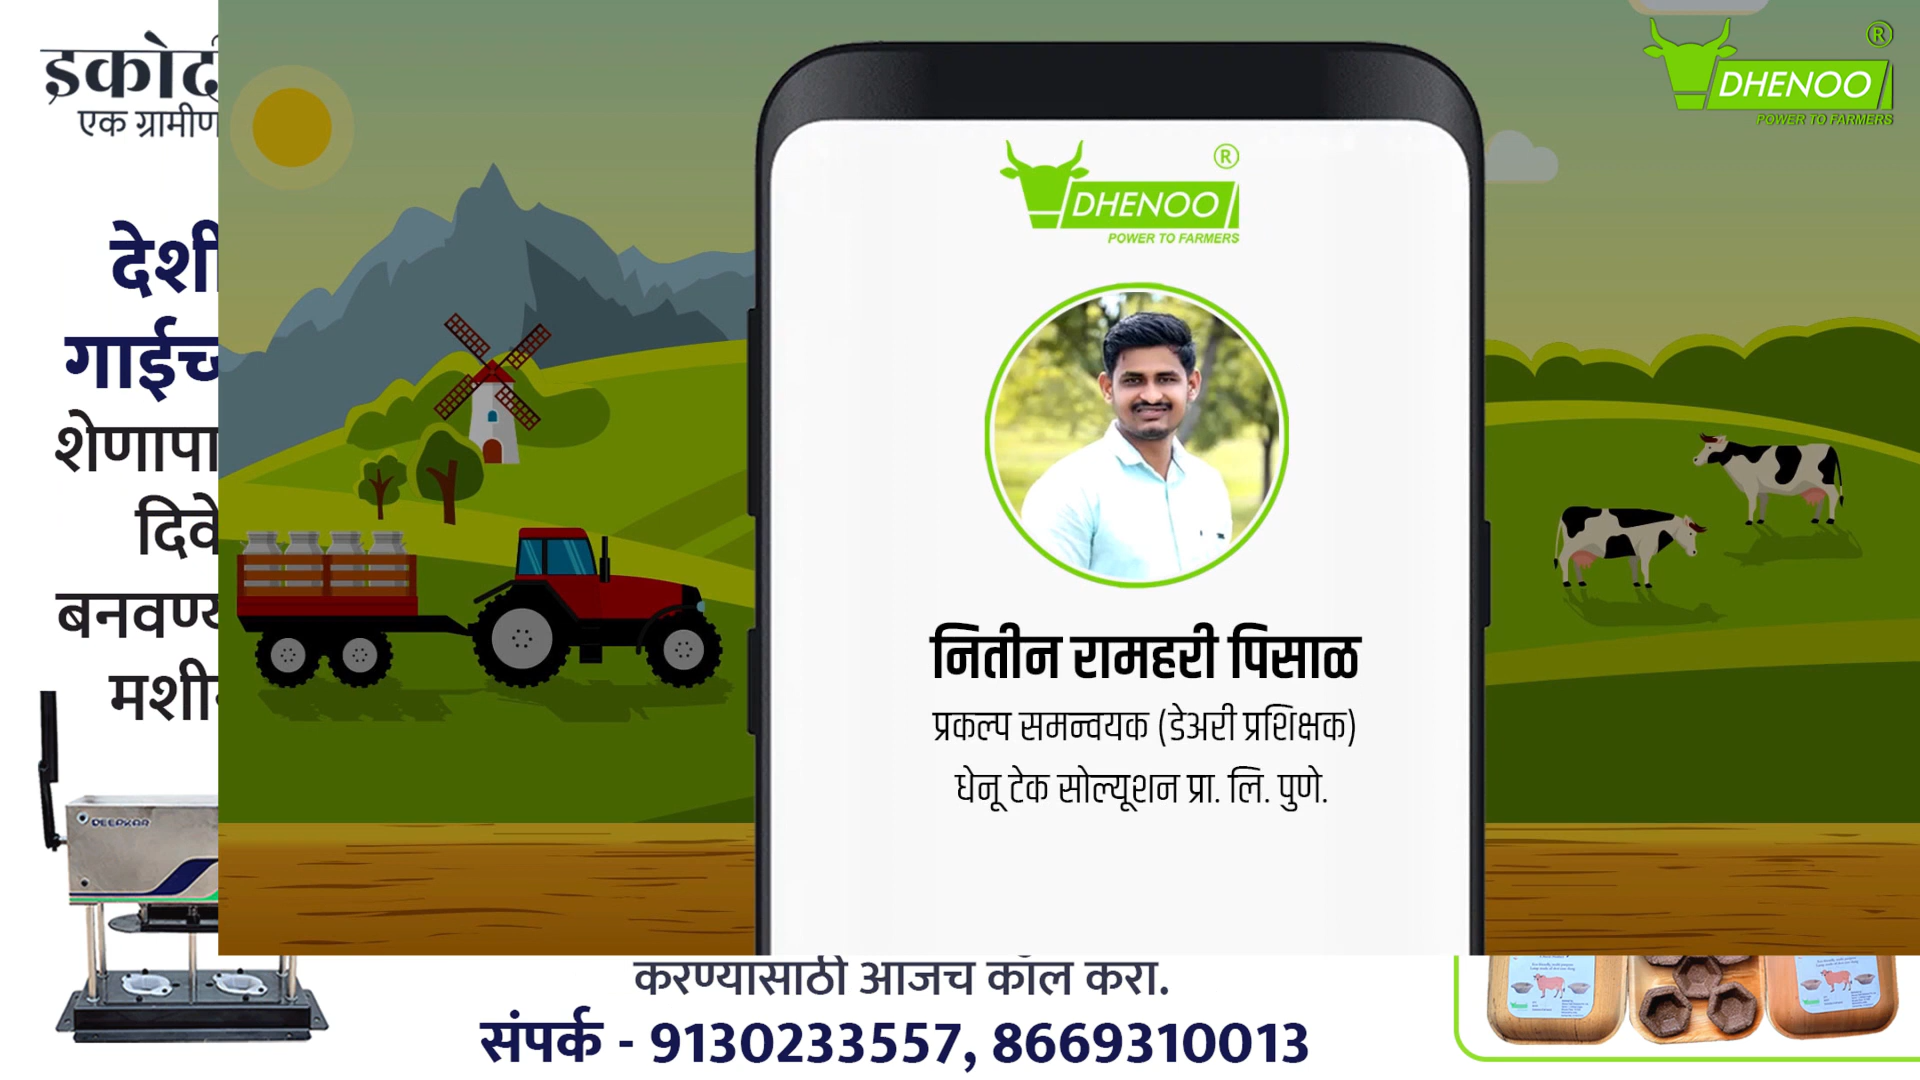 इकोदी
एक ग्रामीण
देशी
गाईच्
शेणापा
दिवे
बनवण्य
मशी
DEEPKAR
DHENOO ®
POWER TO FARMERS
DHENOO ®
POWER TO FARMERS
नितीन रामहरी पिसाळ
प्रकल्प समन्वयक (डेअरी प्रशिक्षक)
धेनू टेक सोल्यूशन प्रा. लि. पुणे.
करण्यासाठी आजच कॉल करा.
संपर्क - 9130233557, 8669310013